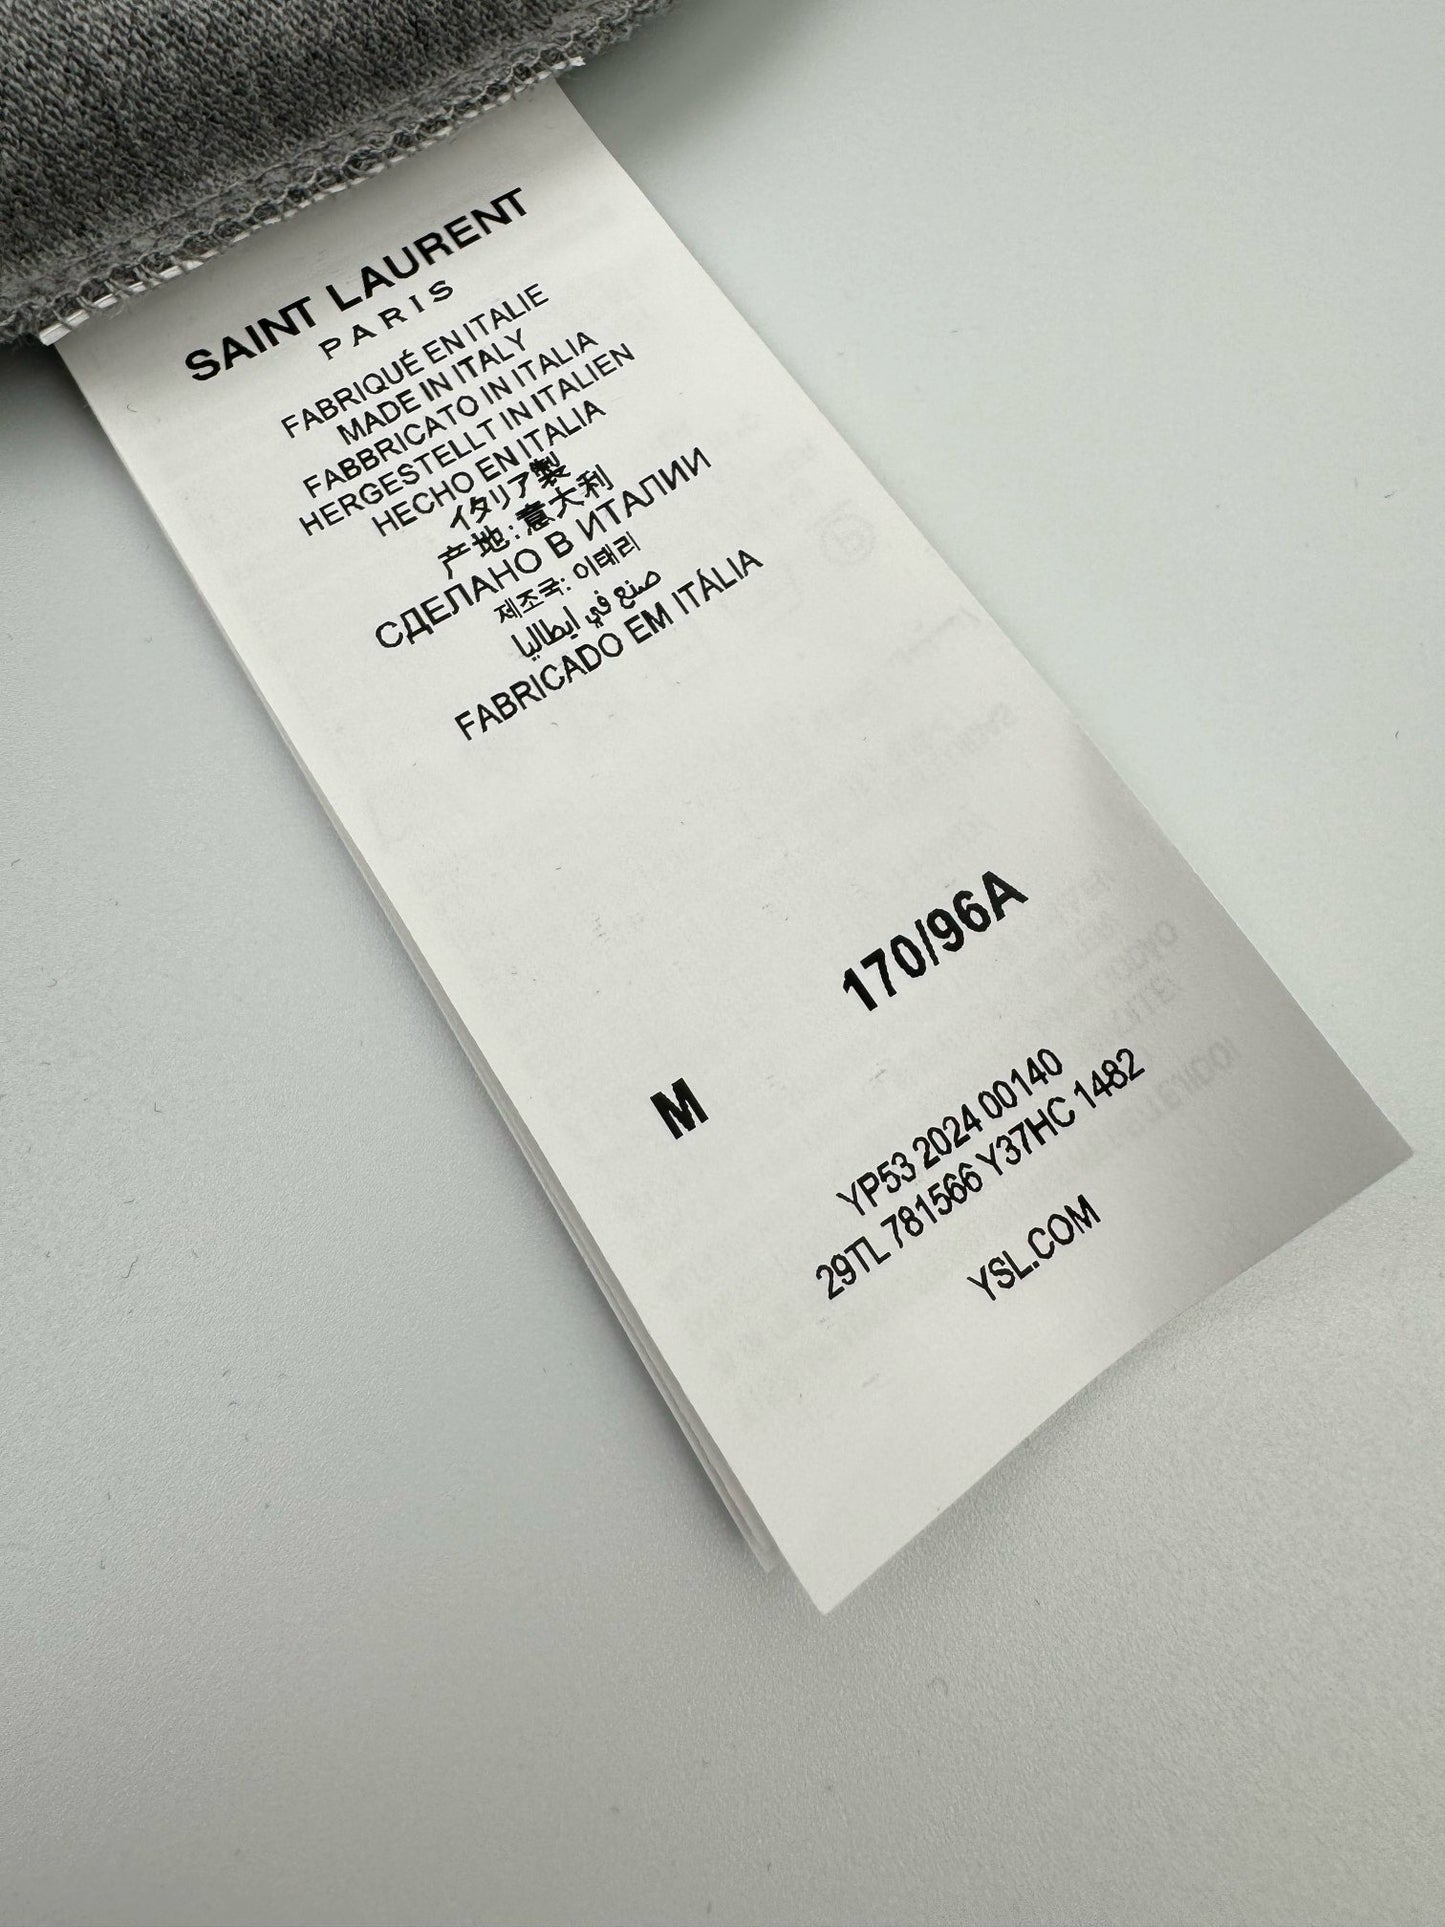 SAINT LAURENT
PARIS
FABRIQUÉ EN ITALIE
MADE IN ITALY
FABBRICATO IN ITALIA
HERGESTELLT IN ITALIEN
HECHO EN ITALIA
イタリア製
产地:意大利
СДЕЛАНО В ИТАЛИИ
제조국: 이태리
صنع في ايطاليا
FABRICADO EM ITÁLIA
170/96A
M
YP53 2024 00140
29TL 781566 Y37HC 1482
YSL.COM